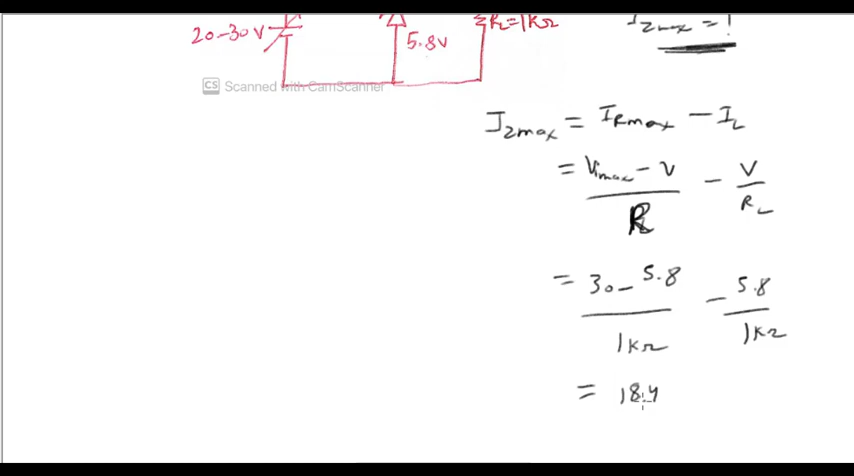 20-30V
5.8V
RL=1KΩ
IZmax = ?
CS Scanned with CamScanner
IZmax = IRmax - IL
= Vmax - V / R - V / RL
= 30 - 5.8 / 1KΩ - 5.8 / 1KΩ
= 18.4